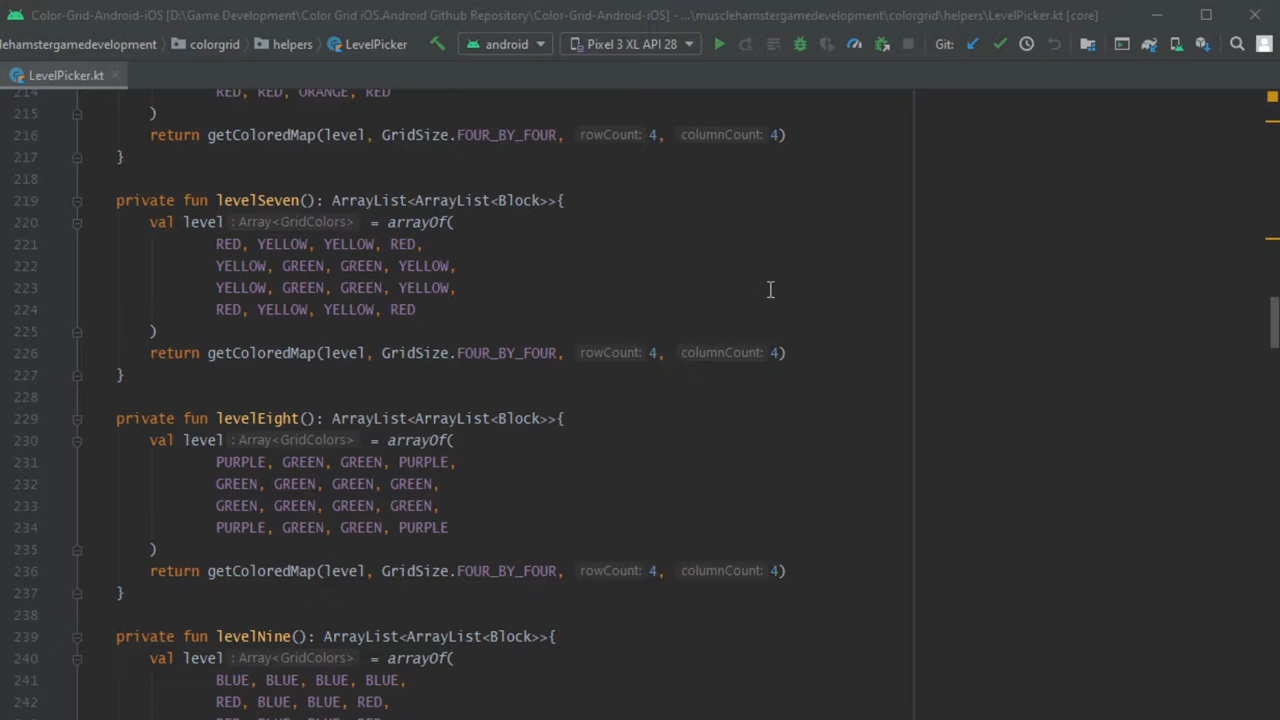 Color-Grid-Android-iOS [D:\Game Development\Color Grid iOS.Android Github Repository\Color-Grid-Android-iOS] - ...\musclehamstergamedevelopment\colorgrid\helpers\LevelPicker.kt [core]
lehamstergamedevelopment colorgrid helpers LevelPicker android Pixel 3 XL API 28 Git:
LevelPicker.kt
214 RED, RED, ORANGE, RED
215 )
216 return getColoredMap(level, GridSize.FOUR_BY_FOUR, rowCount: 4, columnCount: 4)
217 }
218
219 private fun levelSeven(): ArrayList<ArrayList<Block>>{
220 val level : Array<GridColors> = arrayOf(
221 RED, YELLOW, YELLOW, RED,
222 YELLOW, GREEN, GREEN, YELLOW,
223 YELLOW, GREEN, GREEN, YELLOW,
224 RED, YELLOW, YELLOW, RED
225 )
226 return getColoredMap(level, GridSize.FOUR_BY_FOUR, rowCount: 4, columnCount: 4)
227 }
228
229 private fun levelEight(): ArrayList<ArrayList<Block>>{
230 val level : Array<GridColors> = arrayOf(
231 PURPLE, GREEN, GREEN, PURPLE,
232 GREEN, GREEN, GREEN, GREEN,
233 GREEN, GREEN, GREEN, GREEN,
234 PURPLE, GREEN, GREEN, PURPLE
235 )
236 return getColoredMap(level, GridSize.FOUR_BY_FOUR, rowCount: 4, columnCount: 4)
237 }
238
239 private fun levelNine(): ArrayList<ArrayList<Block>>{
240 val level : Array<GridColors> = arrayOf(
241 BLUE, BLUE, BLUE, BLUE,
242 RED, BLUE, BLUE, RED,